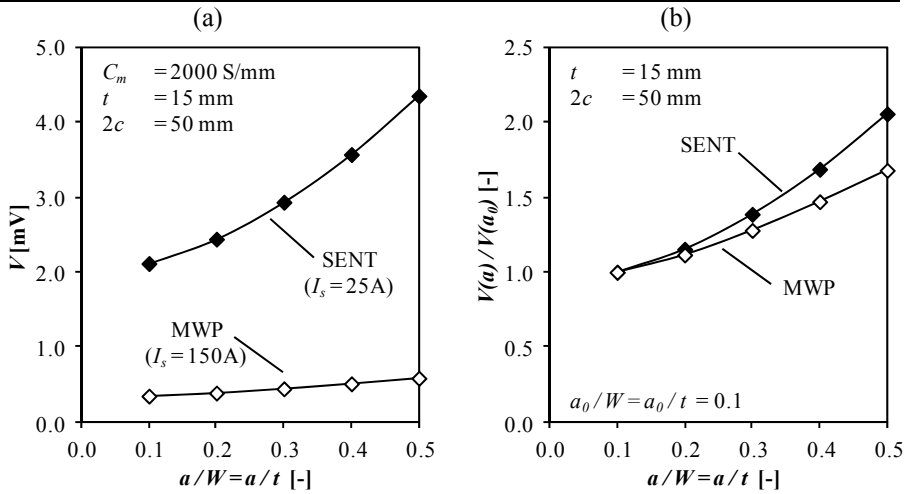 (a)
5.0
4.0
3.0
2.0
1.0
0.0
V [mV]
C_m = 2000 S/mm
t = 15 mm
2c = 50 mm
SENT
(I_s = 25A)
MWP
(I_s = 150A)
0.0 0.1 0.2 0.3 0.4 0.5
a / W = a / t [-]
(b)
2.5
2.0
1.5
1.0
0.5
0.0
V(a) / V(a_0) [-]
t = 15 mm
2c = 50 mm
SENT
MWP
a_0 / W = a_0 / t = 0.1
0.0 0.1 0.2 0.3 0.4 0.5
a / W = a / t [-]